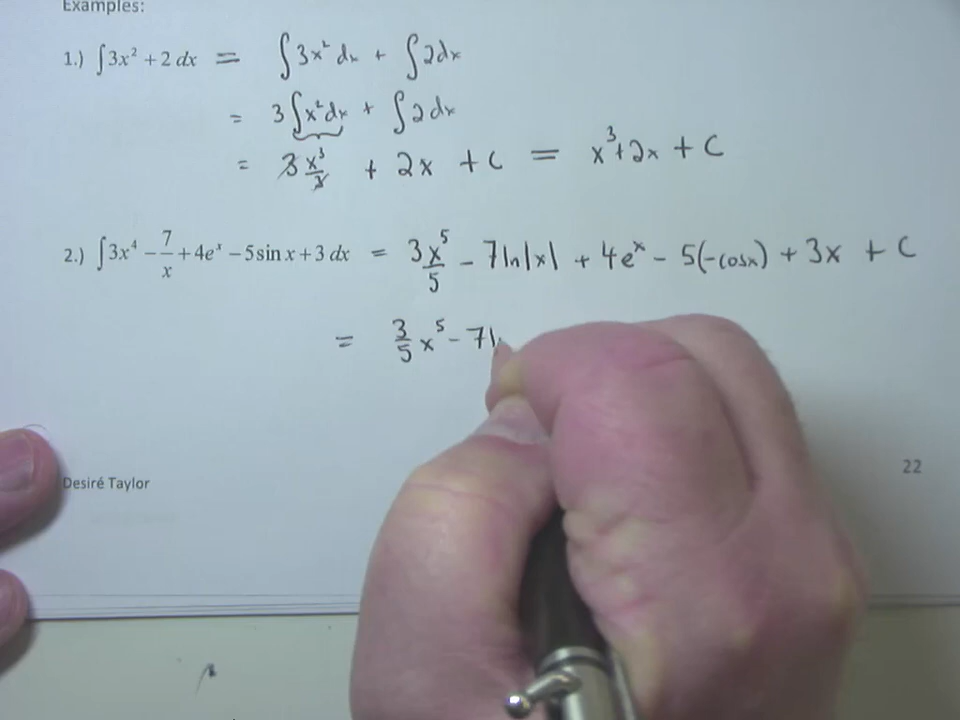 Examples:
1.) ∫3x² + 2 dx = ∫3x² dx + ∫2dx
= 3∫x²dx + ∫2dx
= 3 x³/3 + 2x + C = x³+2x + C
2.) ∫3x⁴ − 7/x + 4eˣ − 5sin x + 3 dx = 3x⁵/5 − 7ln|x| + 4eˣ − 5(−cosx) + 3x + C
= 3/5 x⁵ − 7l
22
Desiré Taylor